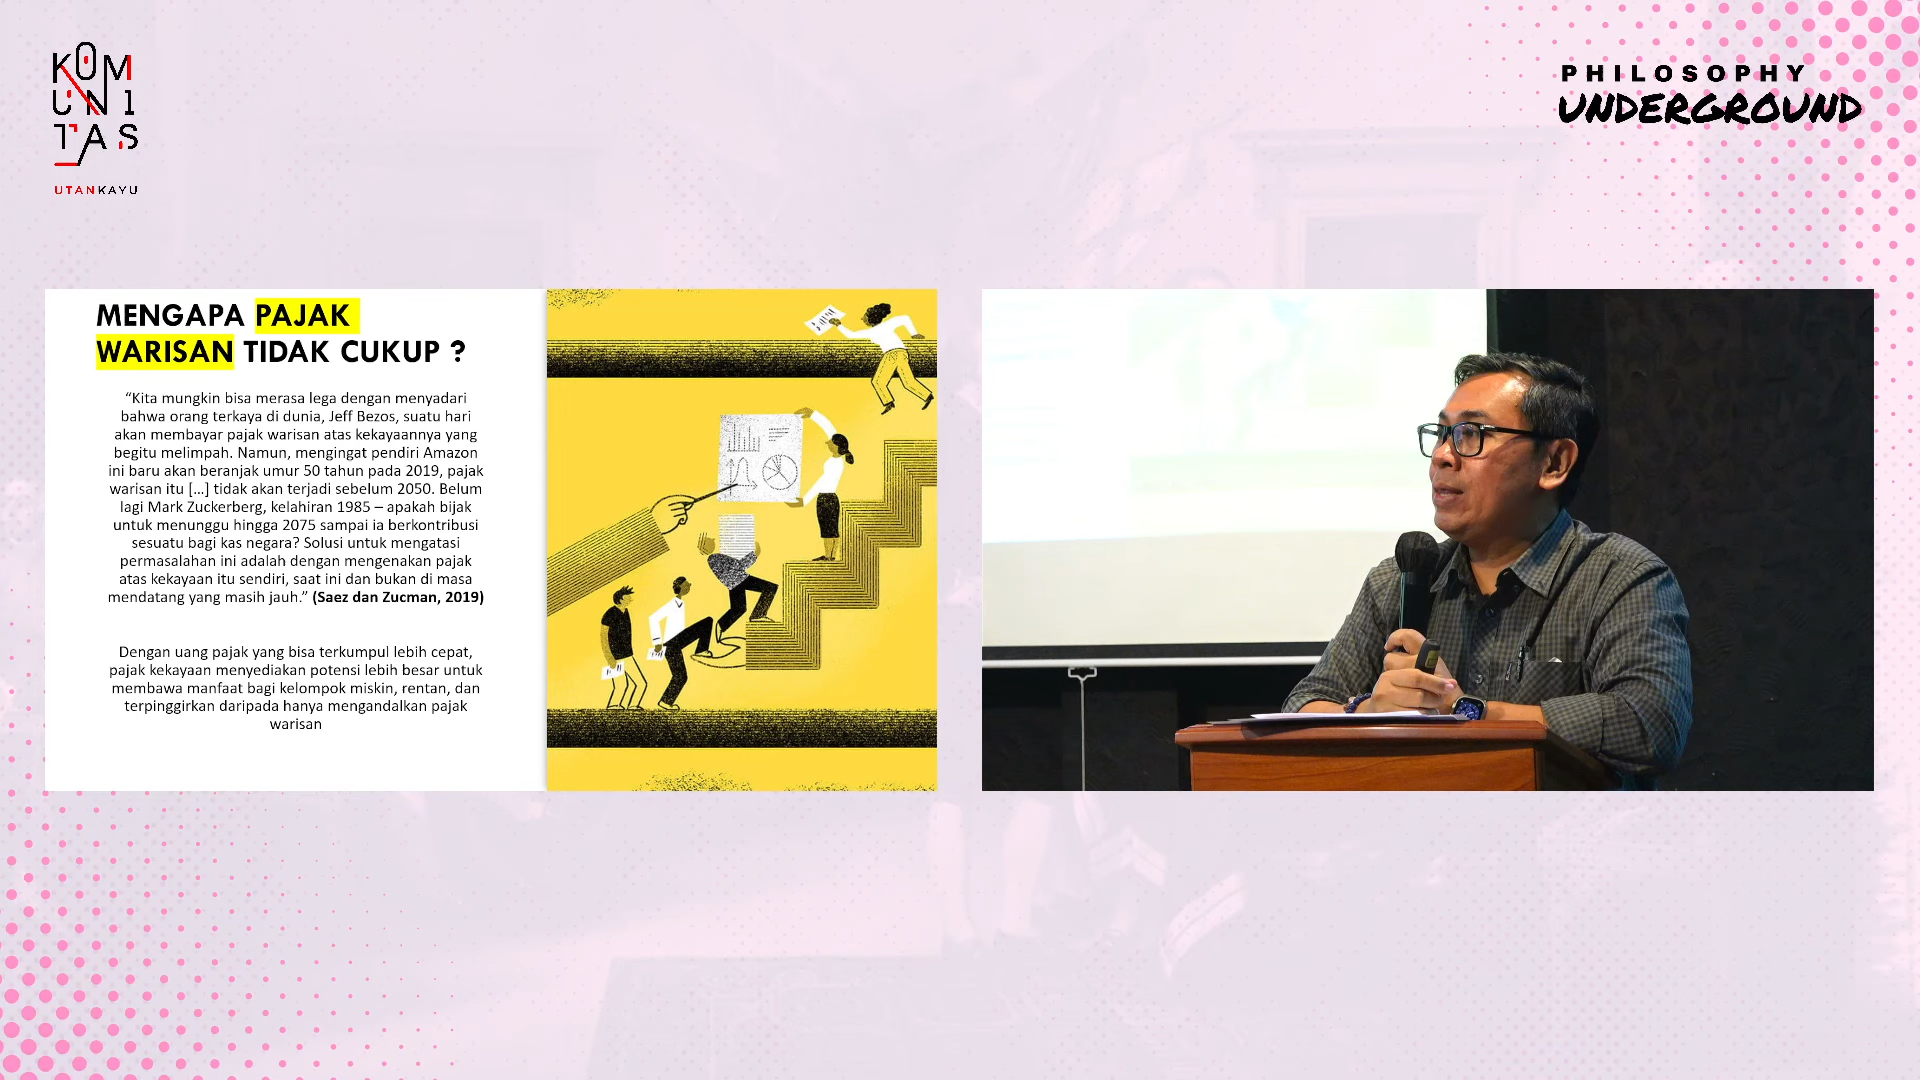 KOM
UNI
TAS
UTANKAYU
PHILOSOPHY
UNDERGROUND
MENGAPA PAJAK
WARISAN TIDAK CUKUP ?
“Kita mungkin bisa merasa lega dengan menyadari
bahwa orang terkaya di dunia, Jeff Bezos, suatu hari
akan membayar pajak warisan atas kekayaannya yang
begitu melimpah. Namun, mengingat pendiri Amazon
ini baru akan beranjak umur 50 tahun pada 2019, pajak
warisan itu [...] tidak akan terjadi sebelum 2050. Belum
lagi Mark Zuckerberg, kelahiran 1985 – apakah bijak
untuk menunggu hingga 2075 sampai ia berkontribusi
sesuatu bagi kas negara? Solusi untuk mengatasi
permasalahan ini adalah dengan mengenakan pajak
atas kekayaan itu sendiri, saat ini dan bukan di masa
mendatang yang masih jauh.” (Saez dan Zucman, 2019)
Dengan uang pajak yang bisa terkumpul lebih cepat,
pajak kekayaan menyediakan potensi lebih besar untuk
membawa manfaat bagi kelompok miskin, rentan, dan
terpinggirkan daripada hanya mengandalkan pajak
warisan